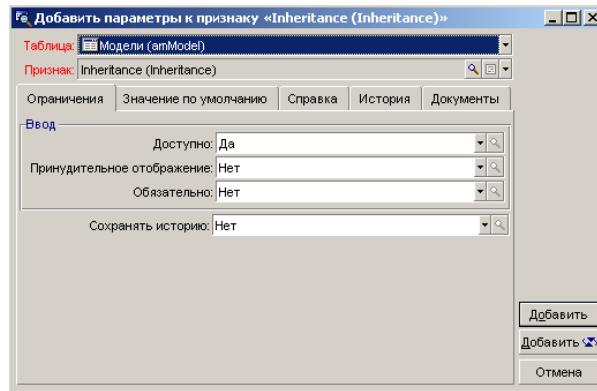 Добавить параметры к признаку «Inheritance (Inheritance)»
Таблица: Модели (amModel)
Признак: Inheritance (Inheritance)
Ограничения Значение по умолчанию Справка История Документы
Ввод
Доступно: Да
Принудительное отображение: Нет
Обязательно: Нет
Сохранять историю: Нет
Добавить
Добавить
Отмена